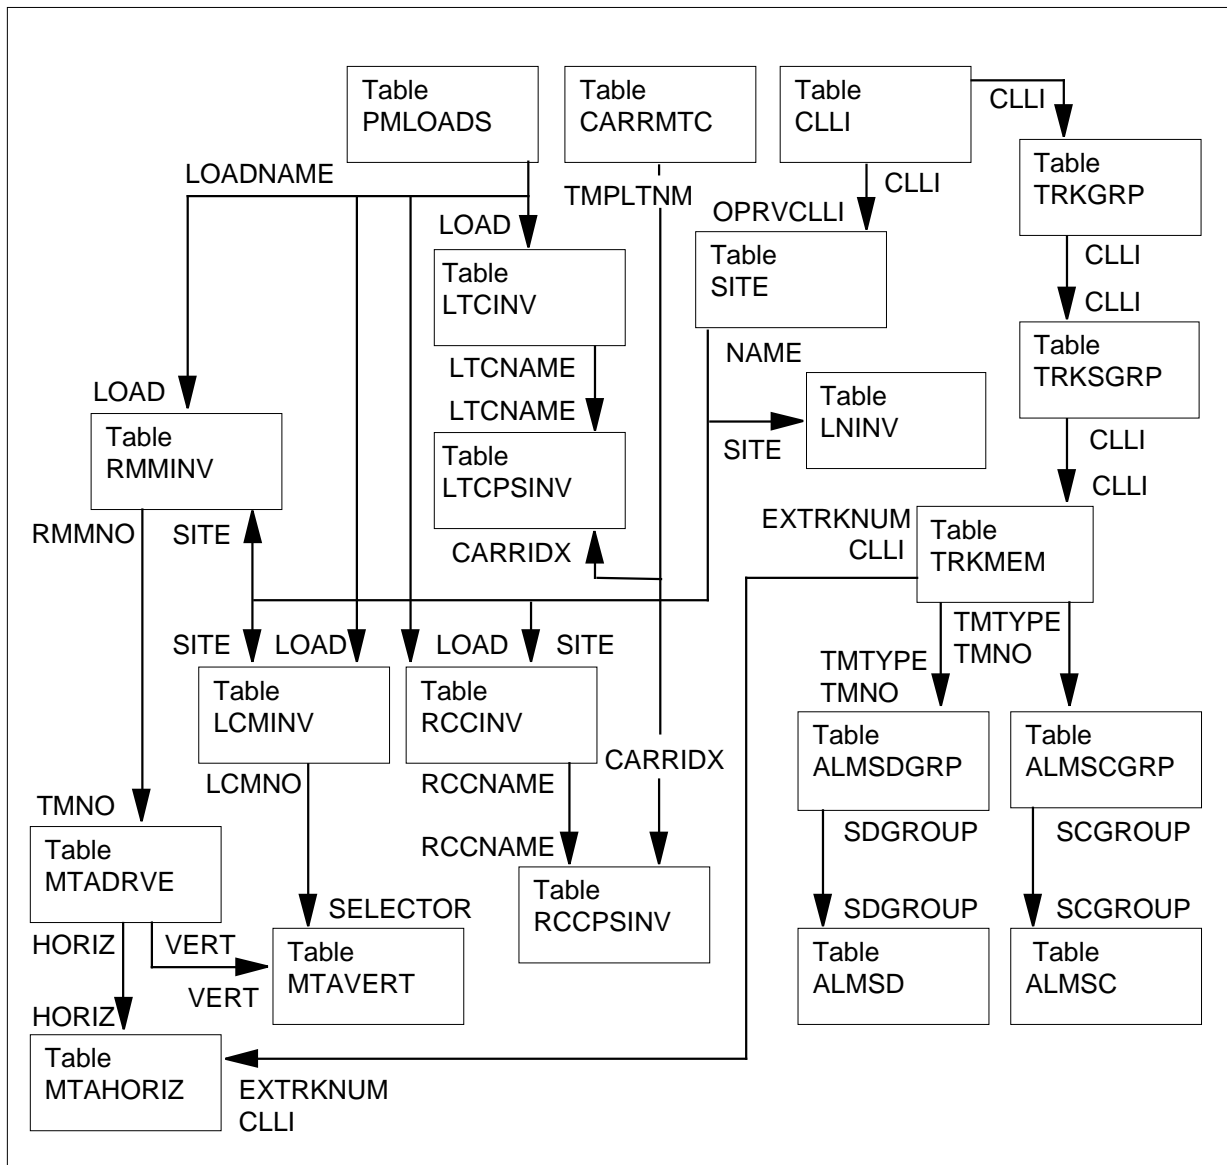 Table
PMLOADS
Table
CARRMTC
Table
CLLI
CLLI
LOADNAME
TMPLTNM
CLLI
Table
TRKGRP
OPRVCLLI
LOAD
Table
SITE
CLLI
Table
LTCINV
CLLI
NAME
LTCNAME
Table
TRKSGRP
LOAD
LTCNAME
Table
LNINV
Table
RMMINV
Table
LTCPSINV
SITE
CLLI
CLLI
RMMNO
SITE
CARRIDX
EXTRKNUM
CLLI
Table
TRKMEM
SITE
LOAD
LOAD
SITE
TMTYPE
TMNO
TMTYPE
TMNO
Table
LCMINV
Table
RCCINV
Table
ALMSDGRP
Table
ALMSCGRP
LCMNO
RCCNAME
CARRIDX
TMNO
SDGROUP
SCGROUP
Table
MTADRVE
RCCNAME
Table
RCCPSINV
SELECTOR
SDGROUP
SCGROUP
HORIZ
VERT
Table
MTAVERT
Table
ALMSD
Table
ALMSC
VERT
HORIZ
Table
MTAHORIZ
EXTRKNUM
CLLI